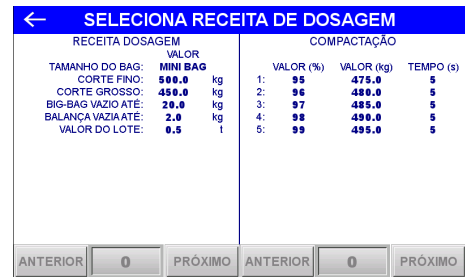 ← SELECIONA RECEITA DE DOSAGEM
RECEITA DOSAGEM
VALOR
TAMANHO DO BAG: MINI BAG
CORTE FINO: 500.0 kg
CORTE GROSSO: 450.0 kg
BIG-BAG VAZIO ATÉ: 20.0 kg
BALANÇA VAZIA ATÉ: 2.0 kg
VALOR DO LOTE: 0.5 t
COMPACTAÇÃO
VALOR (%) VALOR (kg) TEMPO (s)
1: 95 475.0 5
2: 96 480.0 5
3: 97 485.0 5
4: 98 490.0 5
5: 99 495.0 5
ANTERIOR 0 PRÓXIMO ANTERIOR 0 PRÓXIMO